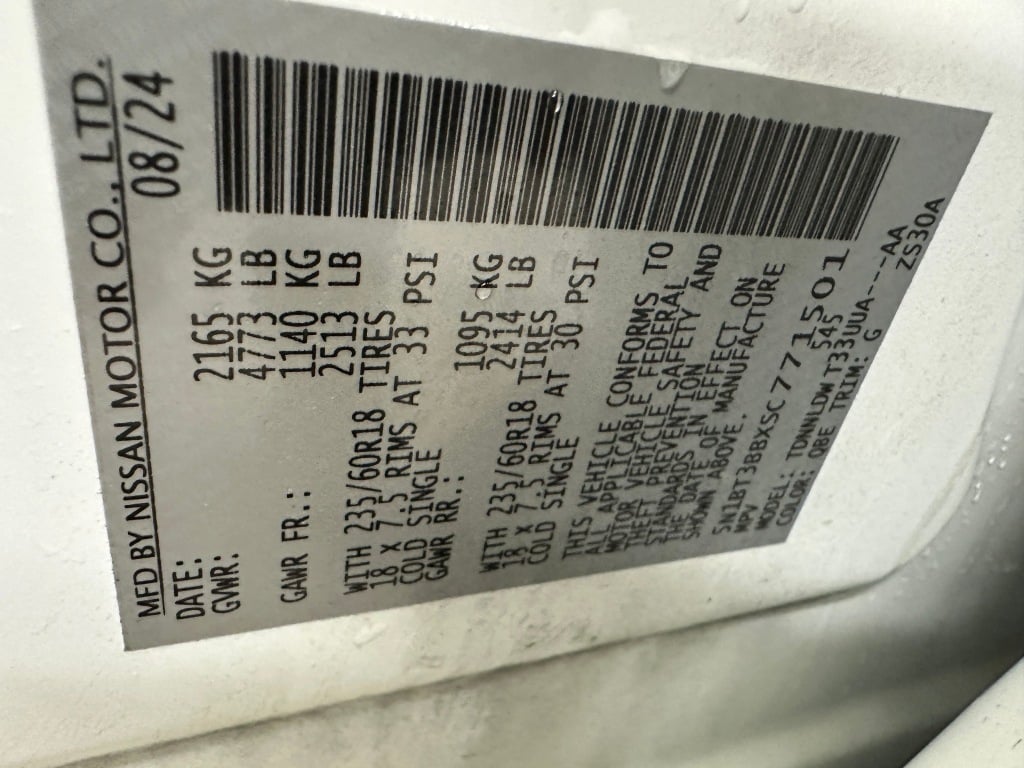 MFD BY NISSAN MOTOR CO., LTD.
DATE: 08/24
GVWR: 2165 KG
4773 LB
GAWR FR.: 1140 KG
2513 LB
WITH 235/60R18 TIRES
18 X 7.5 RIMS AT 33 PSI
COLD SINGLE
GAWR RR.: 1095 KG
2414 LB
WITH 235/60R18 TIRES
18 X 7.5 RIMS AT 30 PSI
COLD SINGLE
THIS VEHICLE CONFORMS TO
ALL APPLICABLE FEDERAL
MOTOR VEHICLE SAFETY AND
THEFT PREVENTION
STANDARDS IN EFFECT ON
THE DATE OF MANUFACTURE
SHOWN ABOVE.
5N1BT3BBXSC771501
MPV 545
MODEL: TDNNLDW T33UUA---AA
COLOR: QBE TRIM: G ZS30A